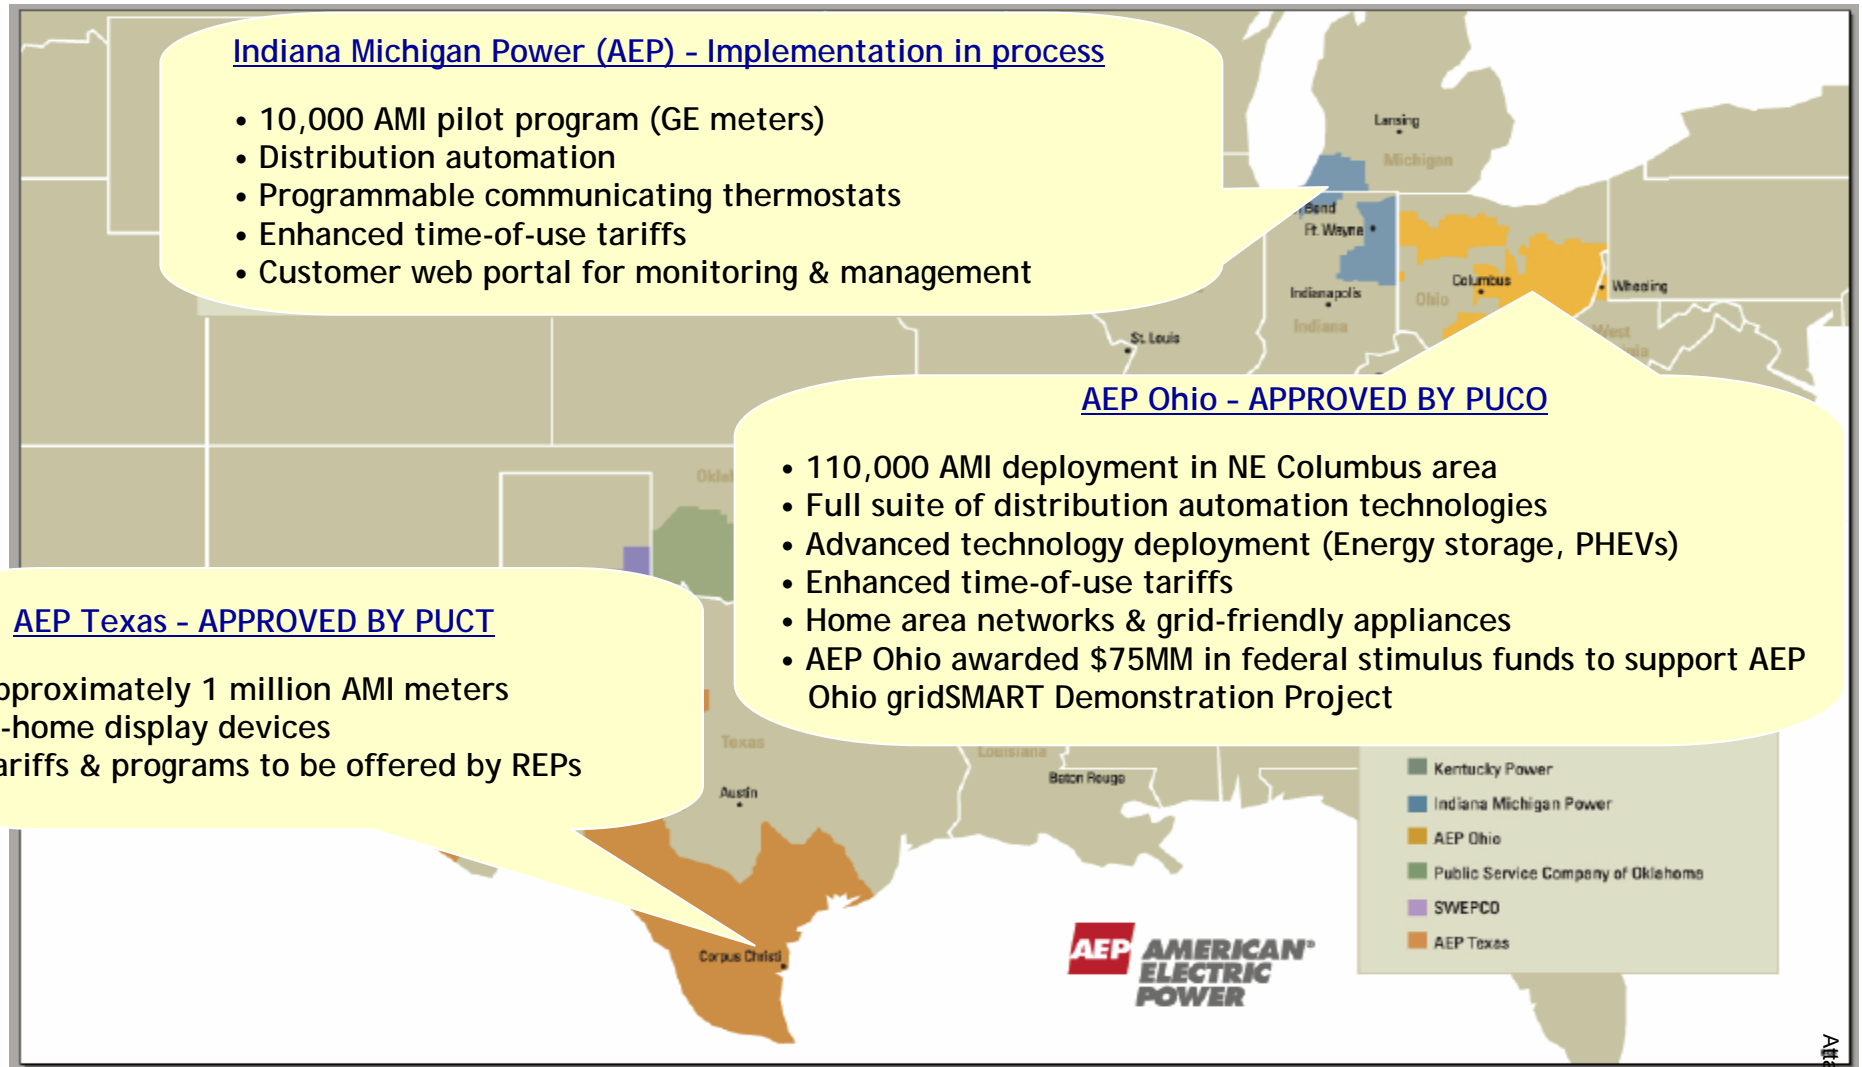 Indiana Michigan Power (AEP) - Implementation in process
• 10,000 AMI pilot program (GE meters)
• Distribution automation
• Programmable communicating thermostats
• Enhanced time-of-use tariffs
• Customer web portal for monitoring & management
Lansing
Michigan
Bend
Ft. Wayne
Indianapolis
Indiana
Ohio
Columbus
Wheeling
West
St. Louis
AEP Ohio - APPROVED BY PUCO
• 110,000 AMI deployment in NE Columbus area
• Full suite of distribution automation technologies
• Advanced technology deployment (Energy storage, PHEVs)
• Enhanced time-of-use tariffs
• Home area networks & grid-friendly appliances
• AEP Ohio awarded $75MM in federal stimulus funds to support AEP
Ohio gridSMART Demonstration Project
AEP Texas - APPROVED BY PUCT
pproximately 1 million AMI meters
-home display devices
ariffs & programs to be offered by REPs
Texas
Austin
Louisiana
Baton Rouge
Corpus Christi
Kentucky Power
Indiana Michigan Power
AEP Ohio
Public Service Company of Oklahoma
SWEPCO
AEP Texas
AEP AMERICAN®
ELECTRIC
POWER